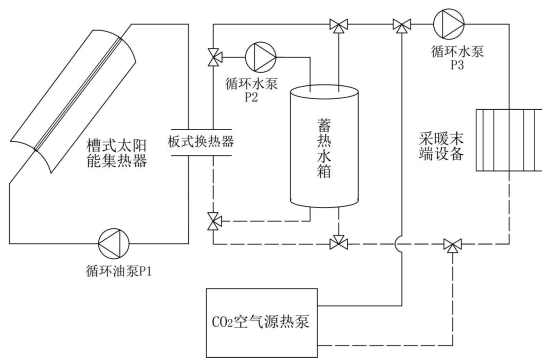 循环水泵
P3
循环水泵
P2
槽式太阳
能集热器
板式换热器
蓄热水箱
采暖末
端设备
循环油泵P1
CO2空气源热泵